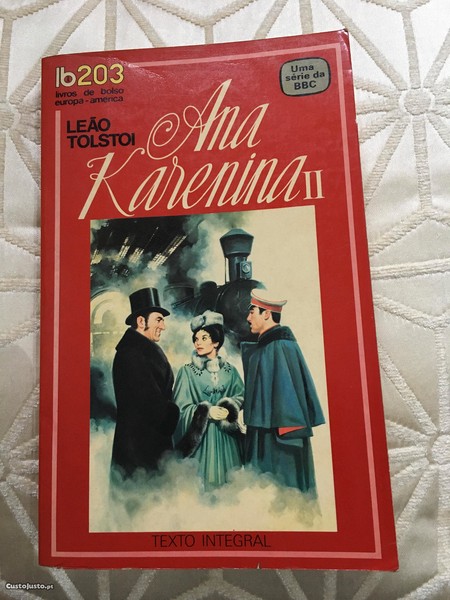 lb203
livros de bolso
europa-américa
Uma
série da
BBC
LEÃO
TOLSTOI
Ana
Karenina II
TEXTO INTEGRAL
CustoJusto.pt